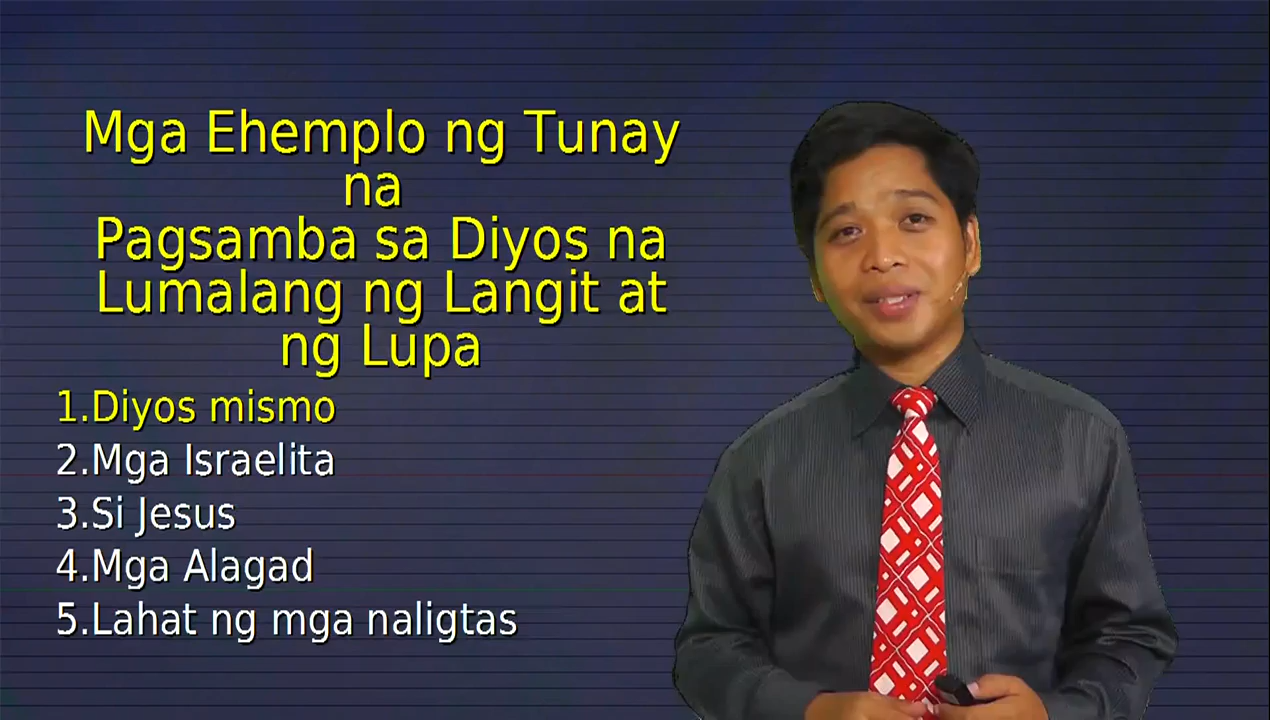 Mga Ehemplo ng Tunay
na
Pagsamba sa Diyos na
Lumalang ng Langit at
ng Lupa
1.Diyos mismo
2.Mga Israelita
3.Si Jesus
4.Mga Alagad
5.Lahat ng mga naligtas